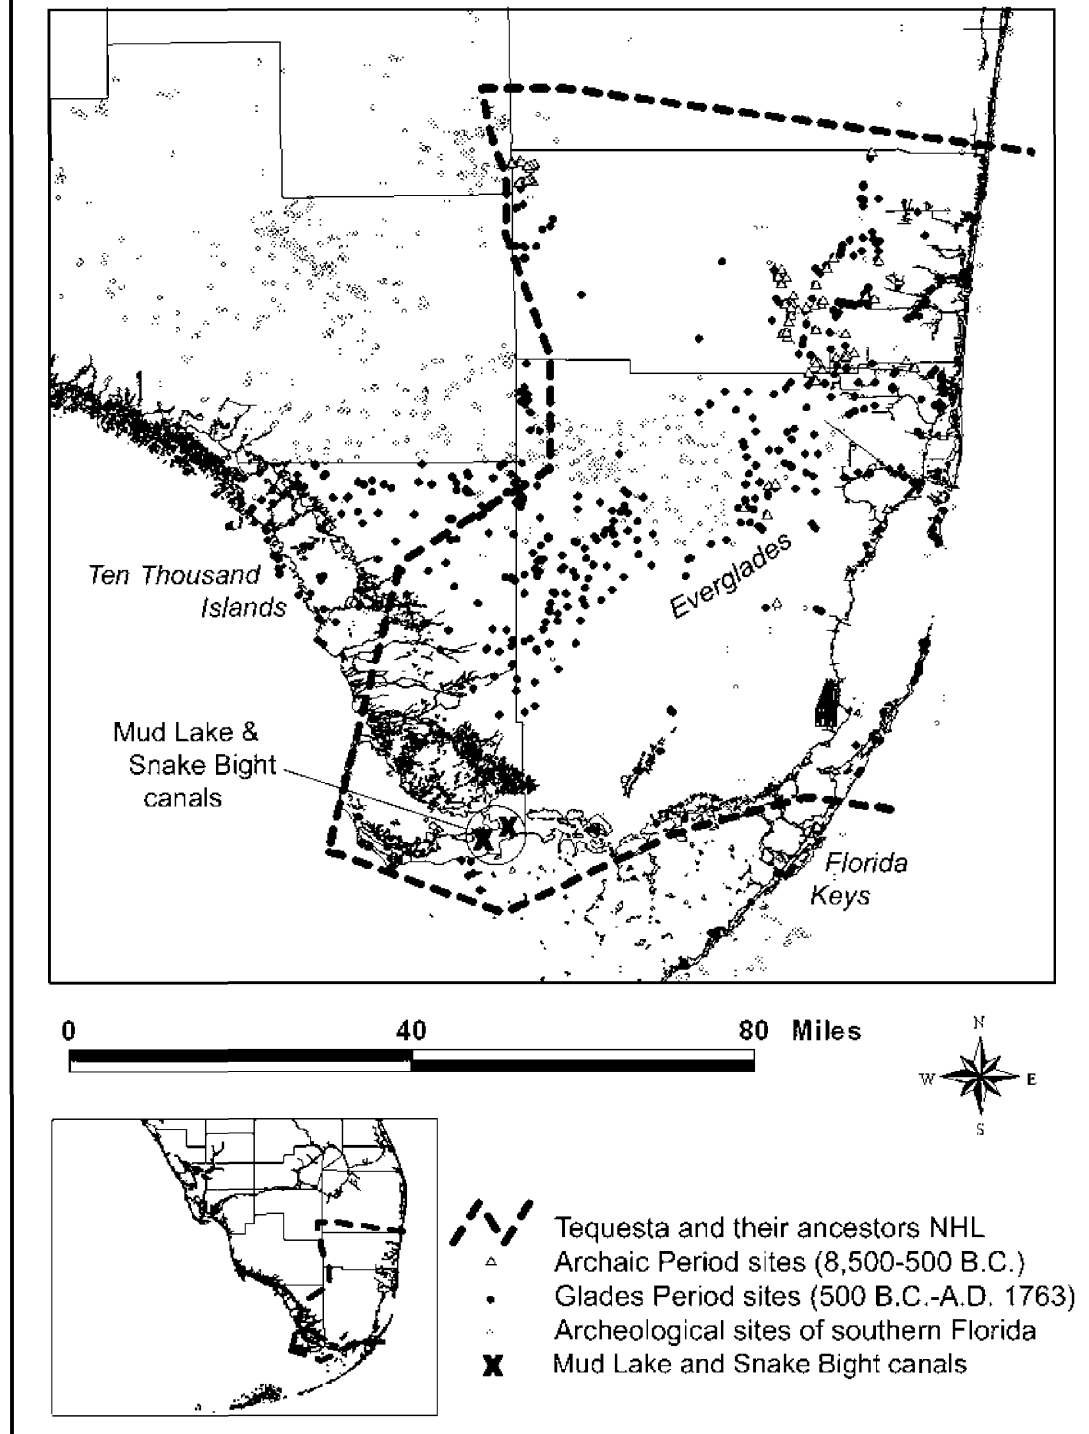 Ten Thousand
Islands
Everglades
Mud Lake &
Snake Bight
canals
Florida
Keys
0 40 80 Miles
N
W E
S
Tequesta and their ancestors NHL
Archaic Period sites (8,500-500 B.C.)
Glades Period sites (500 B.C.-A.D. 1763)
Archeological sites of southern Florida
Mud Lake and Snake Bight canals